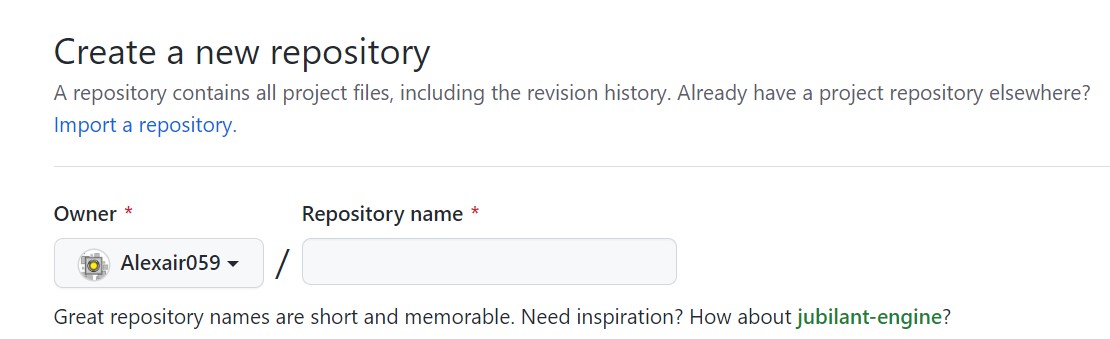 Create a new repository
A repository contains all project files, including the revision history. Already have a project repository elsewhere?
Import a repository.
Owner * Repository name *
Alexair059 /
Great repository names are short and memorable. Need inspiration? How about jubilant-engine?